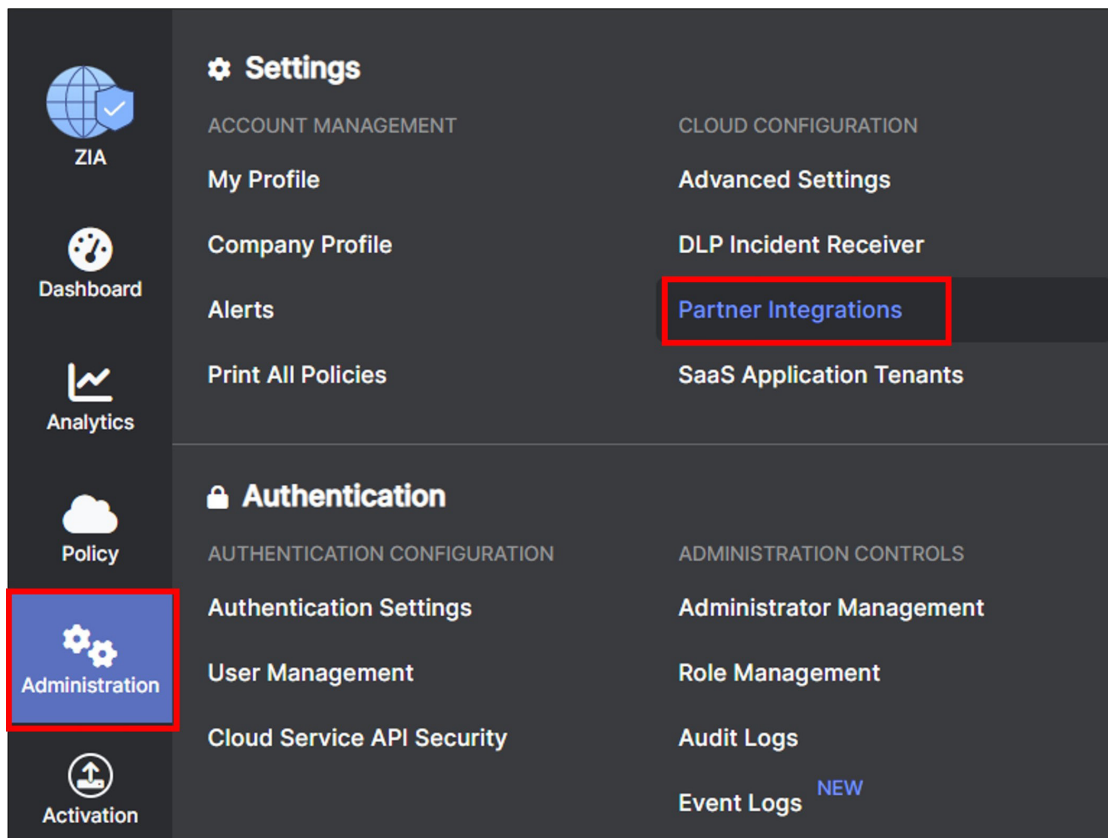 ZIA
Dashboard
Analytics
Policy
Administration
Activation
Settings
ACCOUNT MANAGEMENT
My Profile
Company Profile
Alerts
Print All Policies
CLOUD CONFIGURATION
Advanced Settings
DLP Incident Receiver
Partner Integrations
SaaS Application Tenants
Authentication
AUTHENTICATION CONFIGURATION
Authentication Settings
User Management
Cloud Service API Security
ADMINISTRATION CONTROLS
Administrator Management
Role Management
Audit Logs
Event Logs NEW